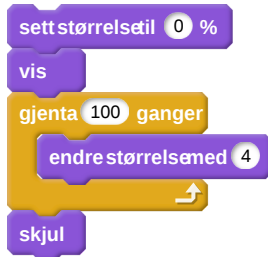 sett størrelse til 0 %
vis
gjenta 100 ganger
endre størrelse med 4
skjul